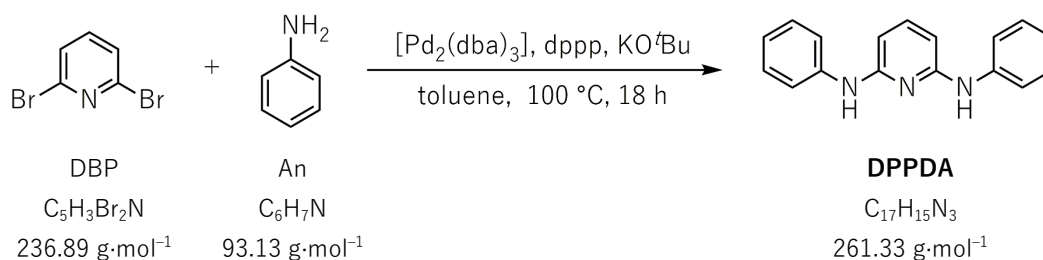 NH₂
[Pd₂(dba)₃], dppp, KOᵗBu
Br N Br + N H N N H
toluene, 100 °C, 18 h
DBP An DPPDA
C₅H₃Br₂N C₆H₇N C₁₇H₁₅N₃
236.89 g·mol⁻¹ 93.13 g·mol⁻¹ 261.33 g·mol⁻¹